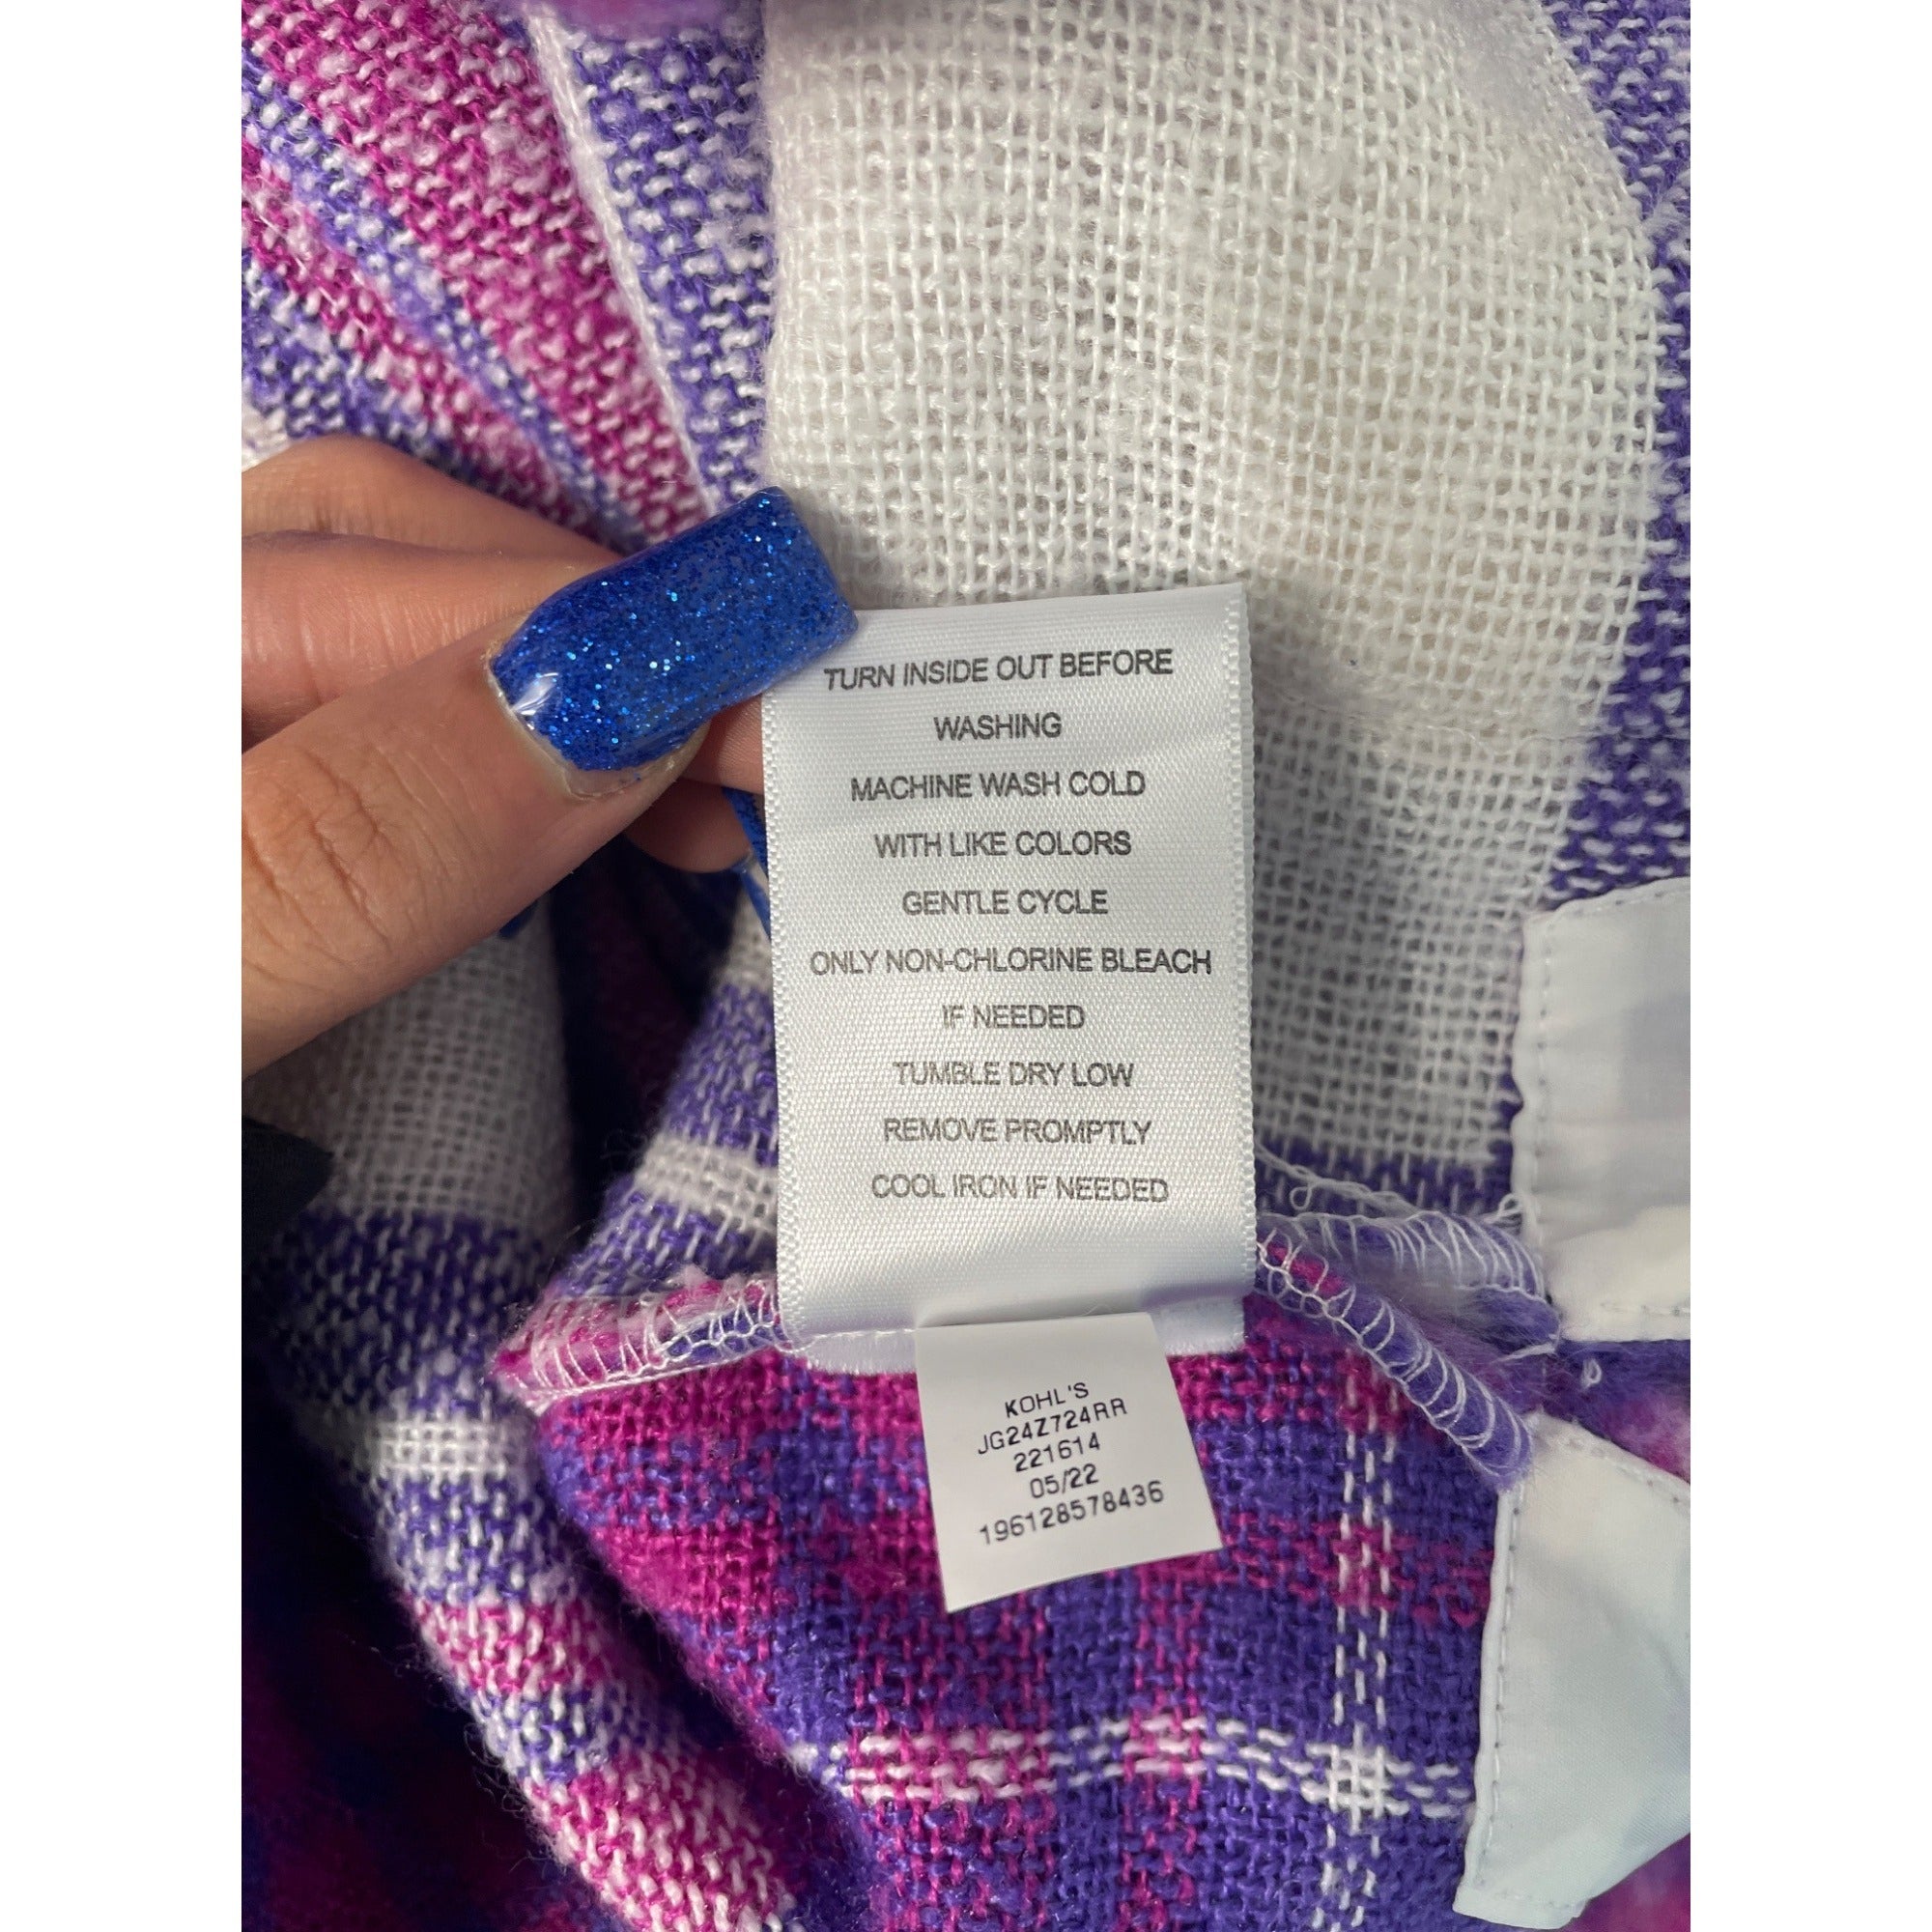 TURN INSIDE OUT BEFORE
WASHING
MACHINE WASH COLD
WITH LIKE COLORS
GENTLE CYCLE
ONLY NON-CHLORINE BLEACH
IF NEEDED
TUMBLE DRY LOW
REMOVE PROMPTLY
COOL IRON IF NEEDED
KOHL'S
JG24Z724RR
221614
05/22
196128578436